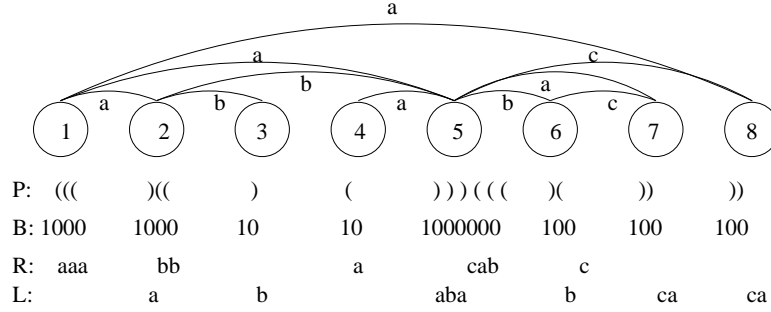 a
a c
b a
a b a b c
1 2 3 4 5 6 7 8
P: ((( )(( ) ( ) ) ) ( ( ( )( )) ))
B: 1000 1000 10 10 1000000 100 100 100
R: aaa bb a cab c
L: a b aba b ca ca